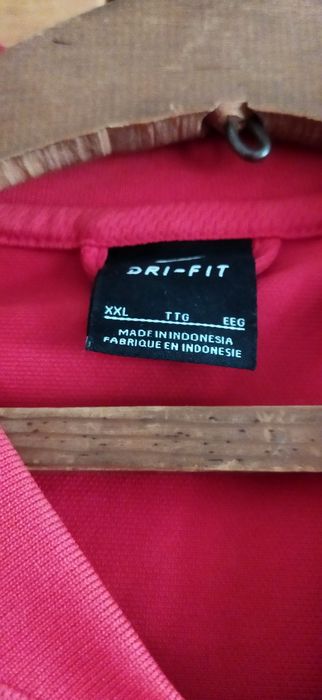 DRI-FIT
XXL TTG EEG
MADE IN INDONESIA
FABRIQUE EN INDONESIE